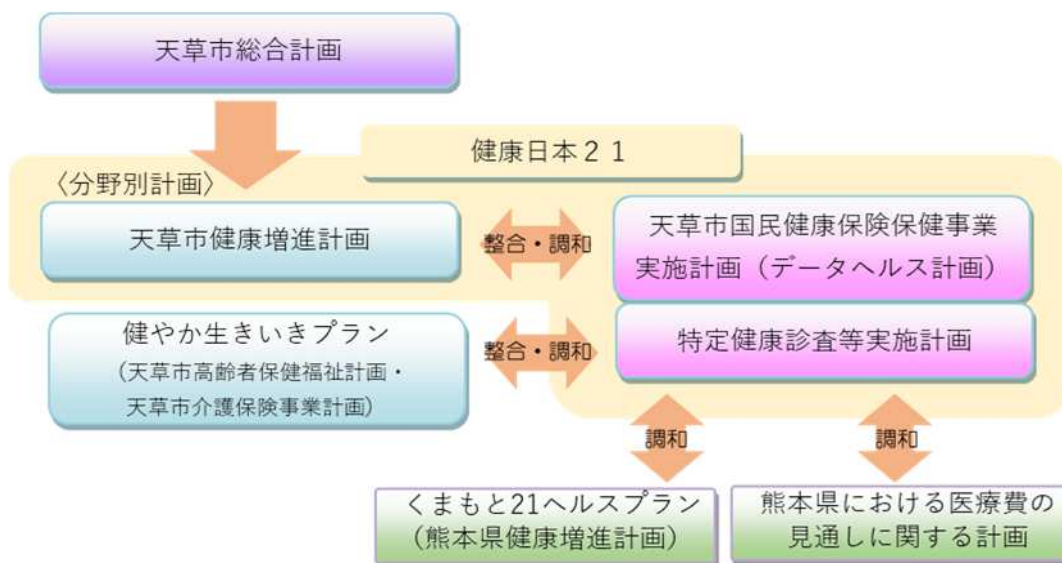 天草市総合計画
健康日本２１
〈分野別計画〉
天草市健康増進計画
整合・調和
天草市国民健康保険保健事業
実施計画（データヘルス計画）
健やか生きいきプラン
（天草市高齢者保健福祉計画・
天草市介護保険事業計画）
整合・調和
特定健康診査等実施計画
調和
調和
くまもと21ヘルスプラン
（熊本県健康増進計画）
熊本県における医療費の
見通しに関する計画